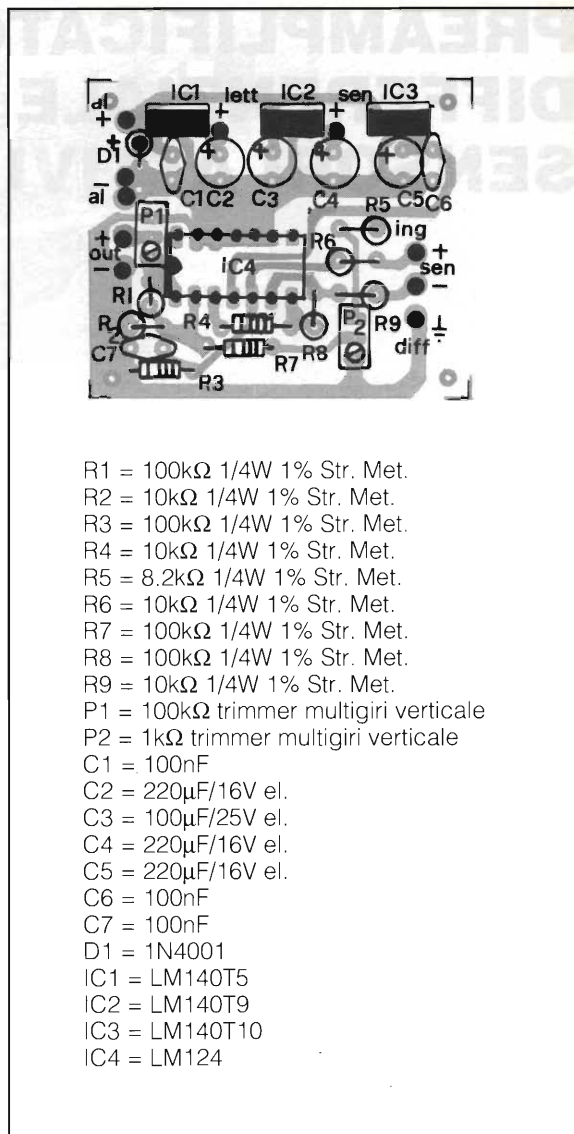 IC1 lett IC2 sen IC3
al + + +
+ D1 + + + +
- al C1 C2 C3 C4 C5 C6
P1 R5 ing
+ out - IC4 R6 + sen -
R1 R9
R2 R4 R8 P2 diff
C7 R7
R3
R1 = 100kΩ 1/4W 1% Str. Met.
R2 = 10kΩ 1/4W 1% Str. Met.
R3 = 100kΩ 1/4W 1% Str. Met.
R4 = 10kΩ 1/4W 1% Str. Met.
R5 = 8.2kΩ 1/4W 1% Str. Met.
R6 = 10kΩ 1/4W 1% Str. Met.
R7 = 100kΩ 1/4W 1% Str. Met.
R8 = 100kΩ 1/4W 1% Str. Met.
R9 = 10kΩ 1/4W 1% Str. Met.
P1 = 100kΩ trimmer multigiri verticale
P2 = 1kΩ trimmer multigiri verticale
C1 = 100nF
C2 = 220µF/16V el.
C3 = 100µF/25V el.
C4 = 220µF/16V el.
C5 = 220µF/16V el.
C6 = 100nF
C7 = 100nF
D1 = 1N4001
IC1 = LM140T5
IC2 = LM140T9
IC3 = LM140T10
IC4 = LM124